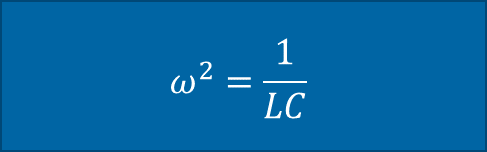 ω² = 1/LC